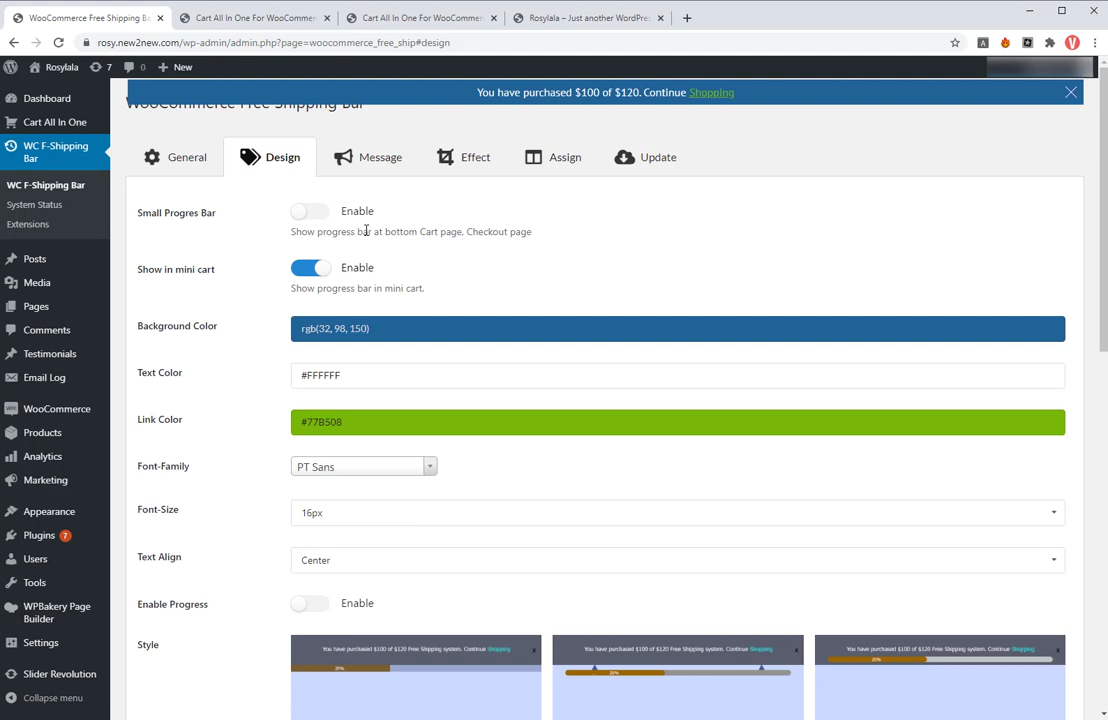 WooCommerce Free Shipping Ba
Cart All In One For WooCommerc
Cart All In One For WooCommerc
Rosylala – Just another WordPres
rosy.new2new.com/wp-admin/admin.php?page=woocommerce_free_ship#design
Rosylala
7
0
New
WooCommerce Free Shipping Bar
You have purchased $100 of $120. Continue Shopping
Dashboard
Cart All In One
WC F-Shipping
Bar
WC F-Shipping Bar
System Status
Extensions
Posts
Media
Pages
Comments
Testimonials
Email Log
WooCommerce
Products
Analytics
Marketing
Appearance
Plugins 7
Users
Tools
WPBakery Page
Builder
Settings
Slider Revolution
Collapse menu
General
Design
Message
Effect
Assign
Update
Small Progres Bar
Enable
Show progress bar at bottom Cart page, Checkout page
Show in mini cart
Enable
Show progress bar in mini cart.
Background Color
rgb(32, 98, 150)
Text Color
#FFFFFF
Link Color
#77B508
Font-Family
PT Sans
Font-Size
16px
Text Align
Center
Enable Progress
Enable
Style
You have purchased $100 of $120 Free Shipping system. Continue Shopping x
20%
You have purchased $100 of $120 Free Shipping system. Continue Shopping x
20%
You have purchased $100 of $120 Free Shipping system. Continue Shopping x
20%